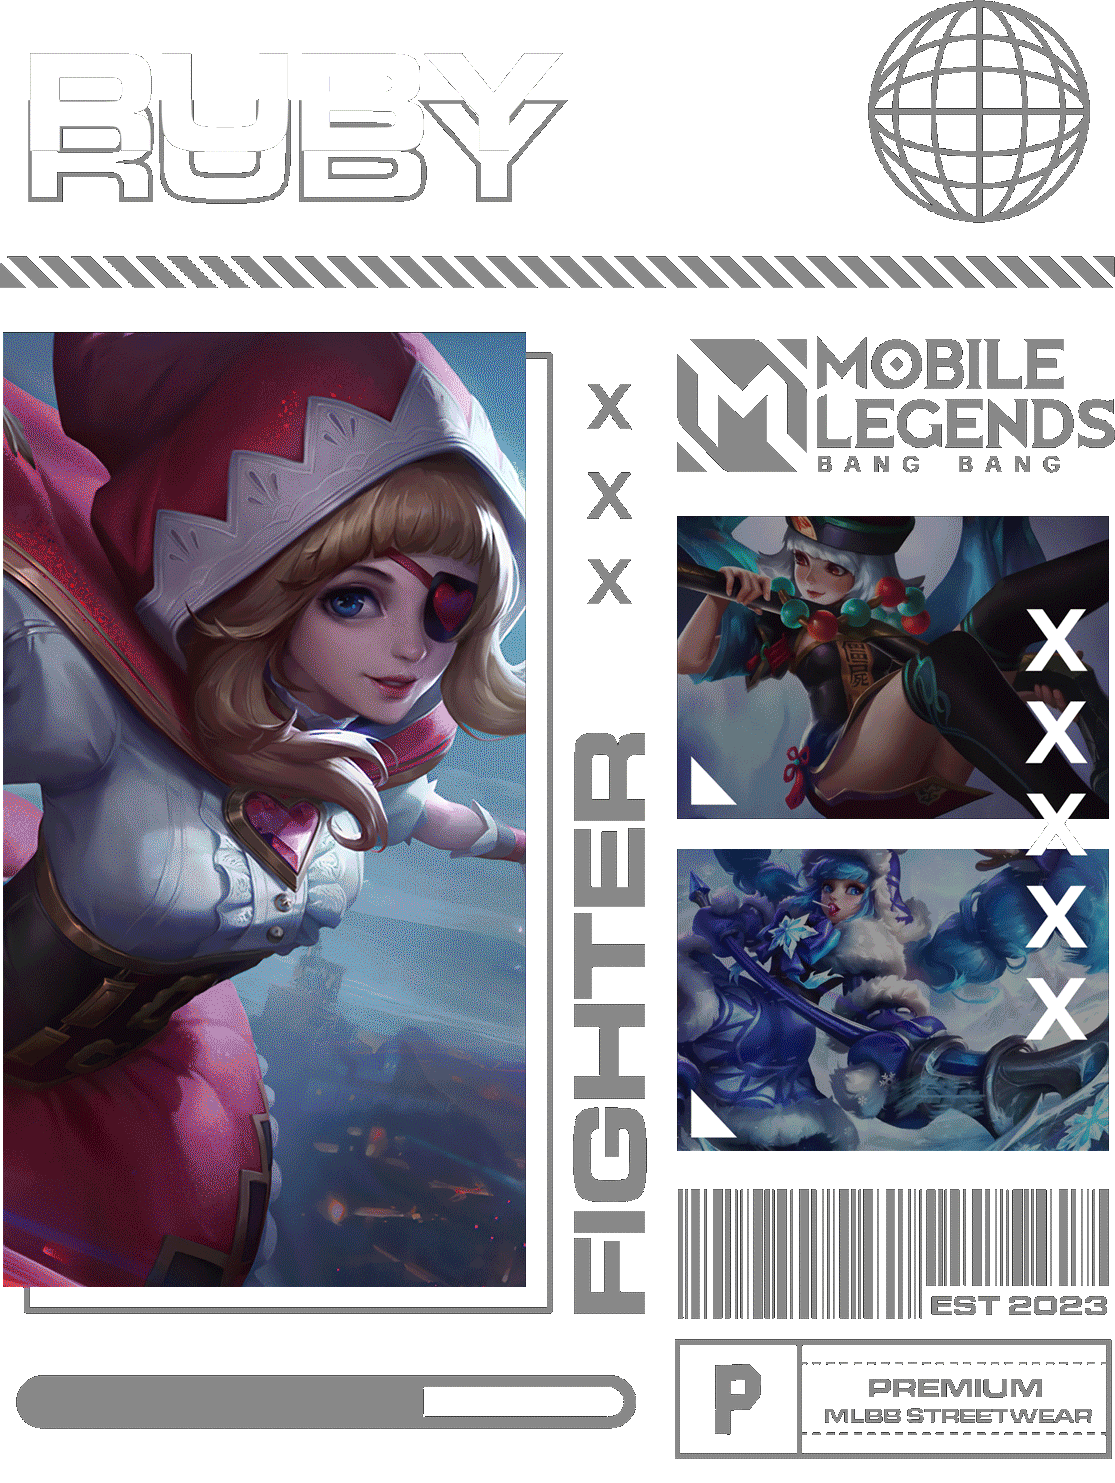 RUBY
RUBY
X
X
X
MOBILE
LEGENDS
BANG BANG
FIGHTER
X
X
X
X
X
EST 2023
P
PREMIUM
MLBB STREETWEAR